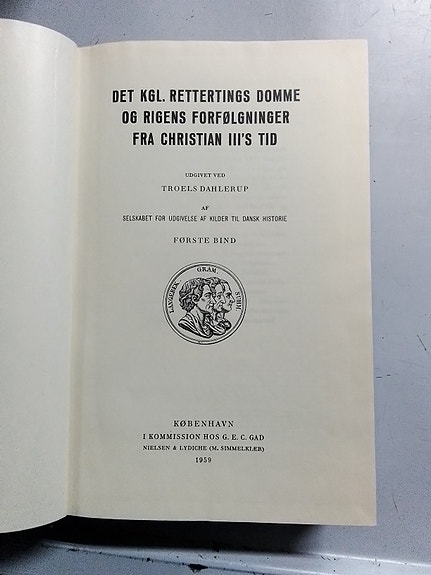 DET KGL. RETTERTINGS DOMME
OG RIGENS FORFØLGNINGER
FRA CHRISTIAN III'S TID
UDGIVET VED
TROELS DAHLERUP
AF
SELSKABET FOR UDGIVELSE AF KILDER TIL DANSK HISTORIE
FØRSTE BIND
LANGEBEK GRAM. SUHM
KØBENHAVN
I KOMMISSION HOS G. E. C. GAD
NIELSEN & LYDICHE (M. SIMMELKIÆR)
1959